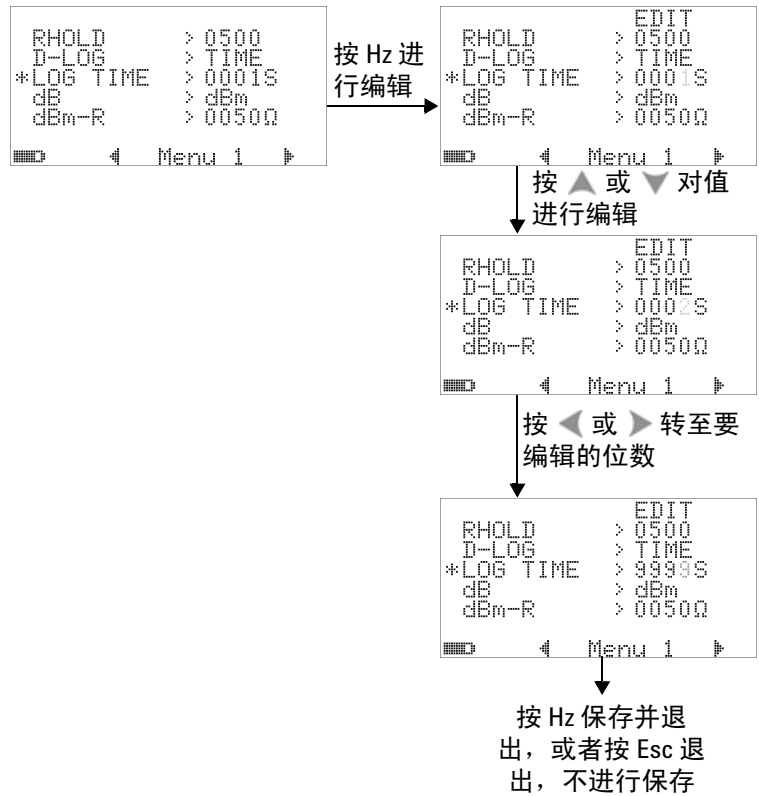 RHOLD > 0500
D-LOG > TIME
*LOG TIME > 0001S
dB > dBm
dBm-R > 0050Ω
Menu 1
按 Hz 进
行编辑
EDIT
RHOLD > 0500
D-LOG > TIME
*LOG TIME > 0001S
dB > dBm
dBm-R > 0050Ω
Menu 1
按 ▲ 或 ▼ 对值
进行编辑
EDIT
RHOLD > 0500
D-LOG > TIME
*LOG TIME > 0002S
dB > dBm
dBm-R > 0050Ω
Menu 1
按 ◀ 或 ▶ 转至要
编辑的位数
EDIT
RHOLD > 0500
D-LOG > TIME
*LOG TIME > 9999S
dB > dBm
dBm-R > 0050Ω
Menu 1
按 Hz 保存并退
出，或者按 Esc 退
出，不进行保存